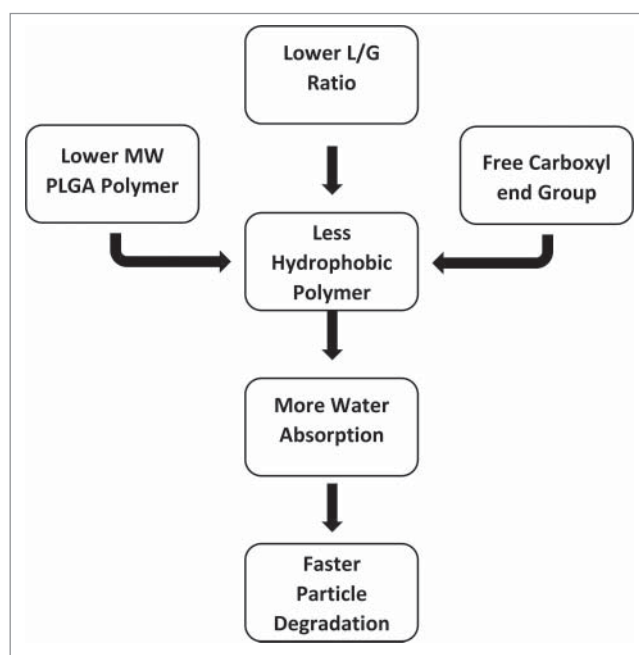 Lower L/G
Ratio
Lower MW
PLGA Polymer
Free Carboxyl
end Group
Less
Hydrophobic
Polymer
More Water
Absorption
Faster
Particle
Degradation